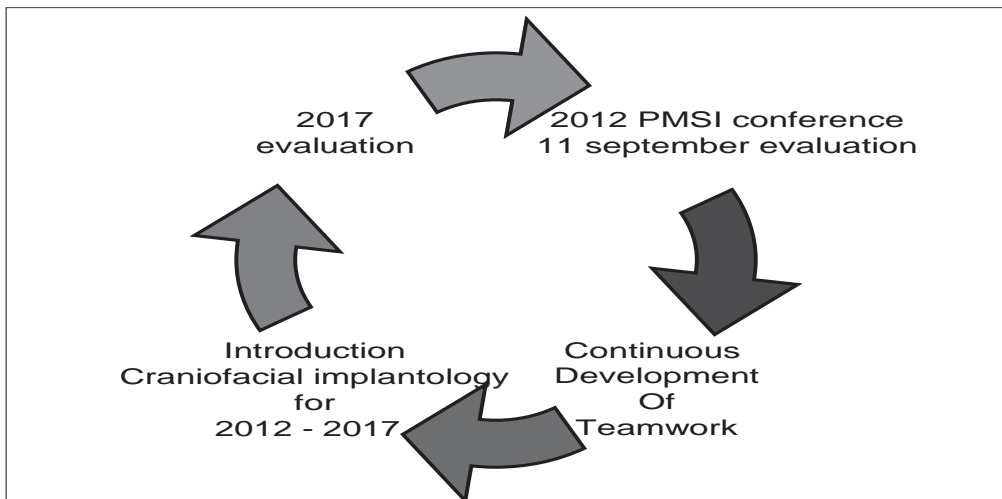 2017
evaluation
2012 PMSI conference
11 september evaluation
Introduction
Craniofacial implantology
for
2012 - 2017
Continuous
Development
Of
Teamwork